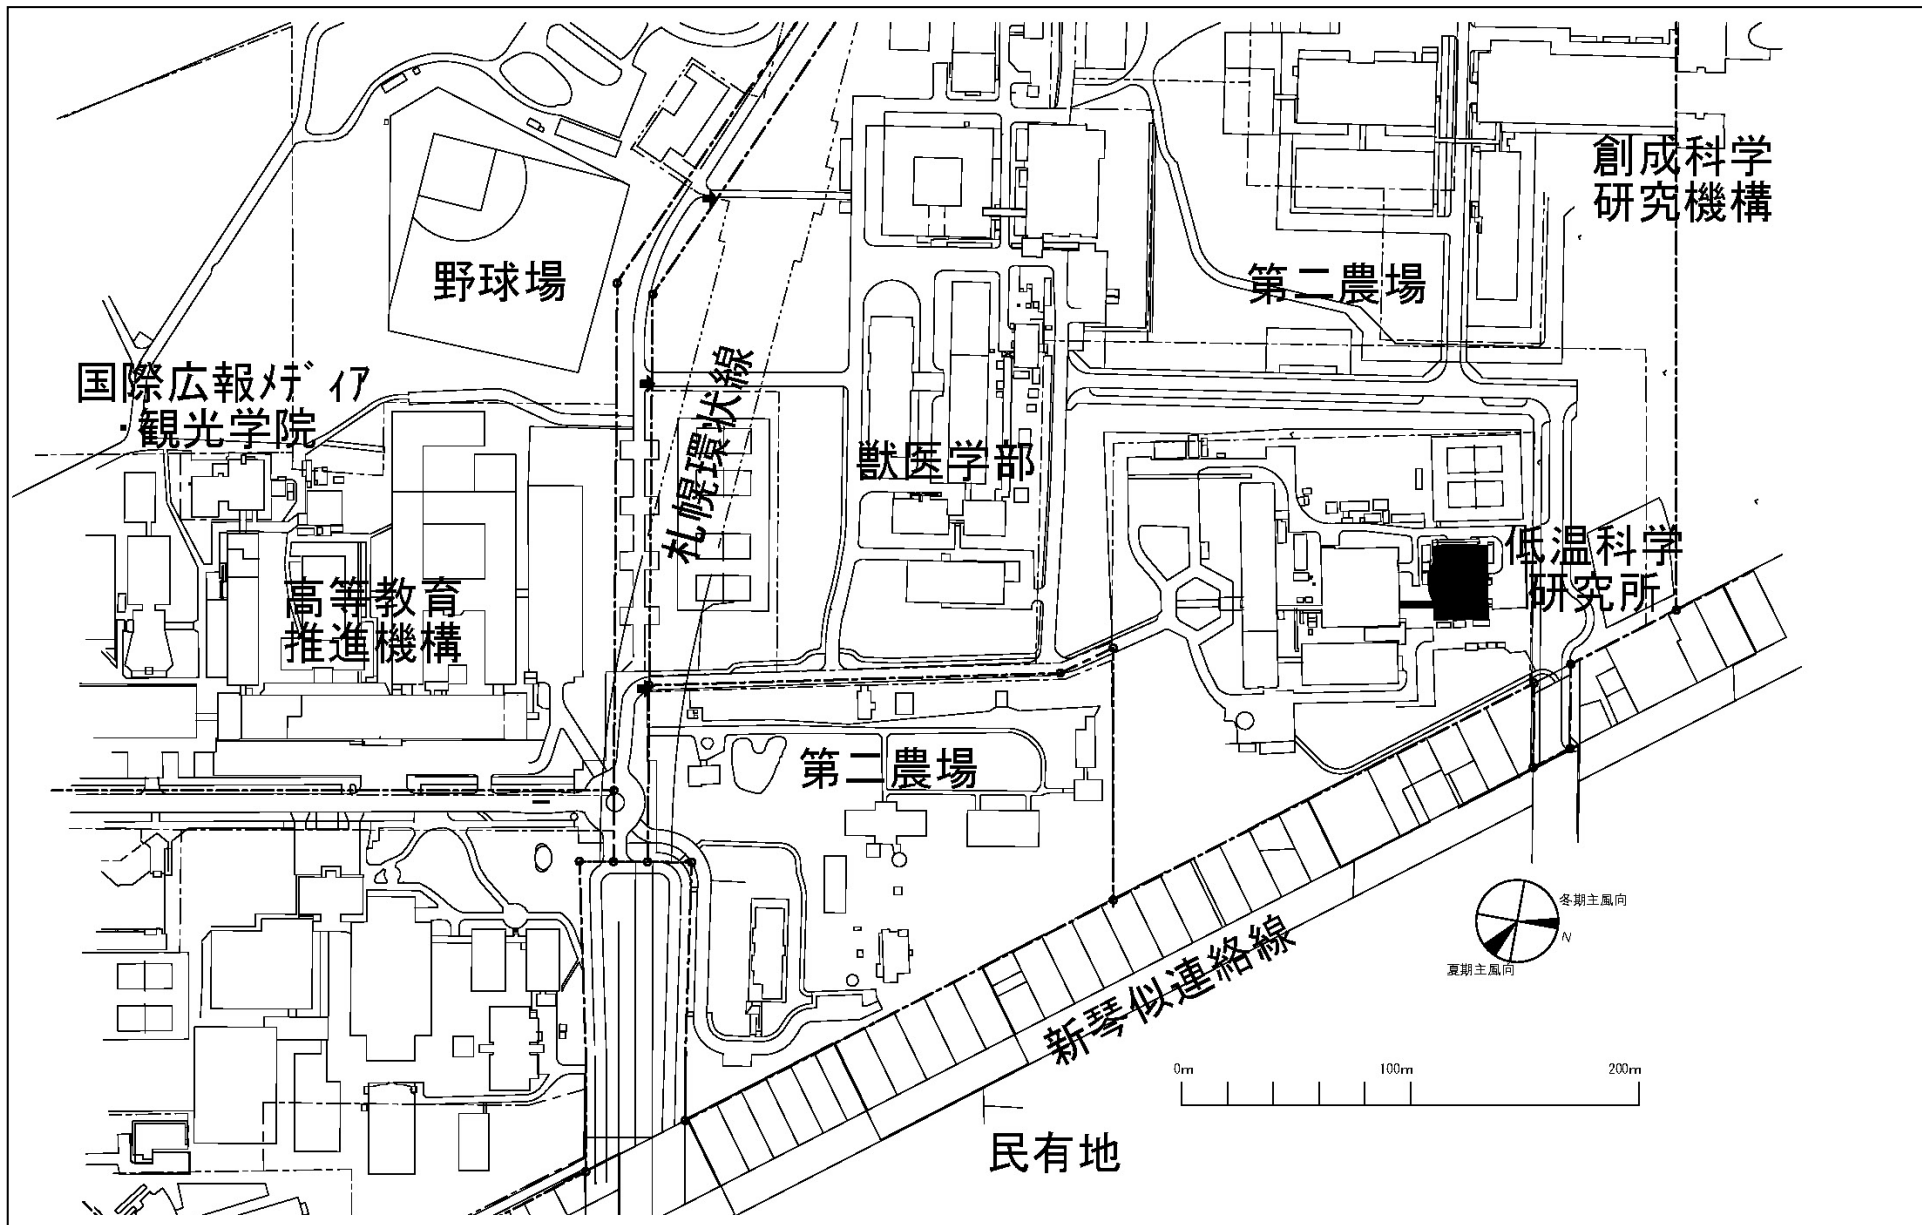 創成科学
研究機構
野球場
第二農場
国際広報メディア
・観光学院
札幌環状線
獣医学部
低温科学
研究所
高等教育
推進機構
第二農場
冬期主風向
N
夏期主風向
新琴似連絡線
0m
100m
200m
民有地